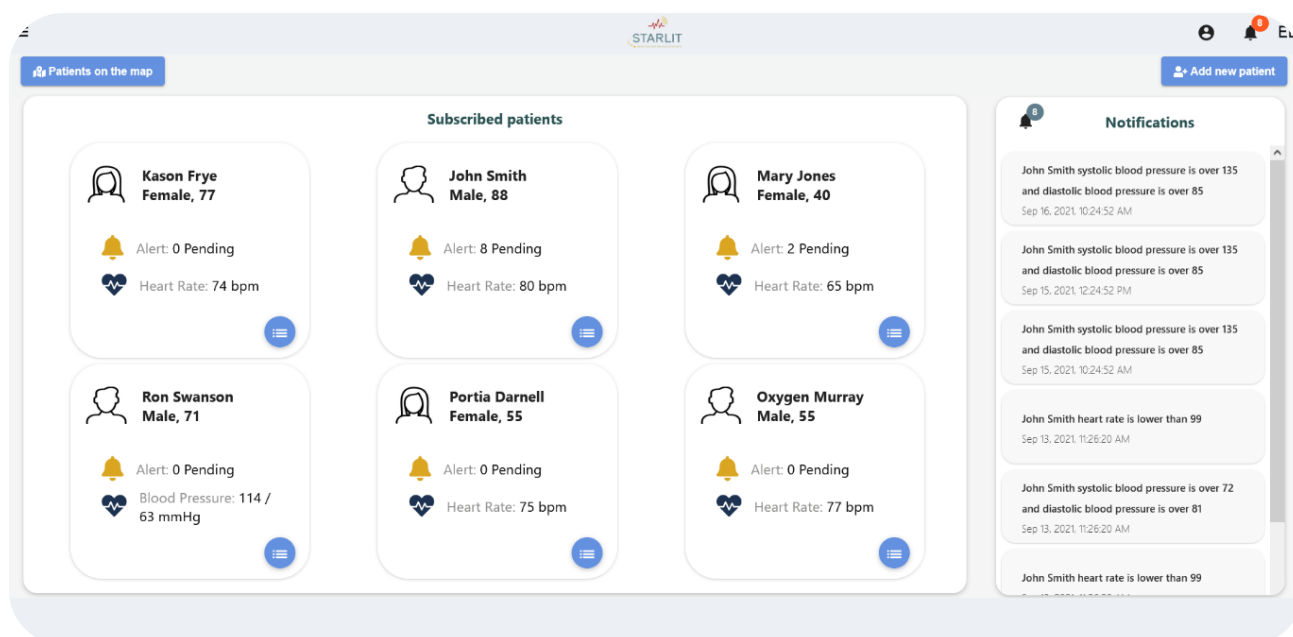 STARLIT
8
Patients on the map
Add new patient
Subscribed patients
Kason Frye
Female, 77
Alert: 0 Pending
Heart Rate: 74 bpm
John Smith
Male, 88
Alert: 8 Pending
Heart Rate: 80 bpm
Mary Jones
Female, 40
Alert: 2 Pending
Heart Rate: 65 bpm
Ron Swanson
Male, 71
Alert: 0 Pending
Blood Pressure: 114 /
63 mmHg
Portia Darnell
Female, 55
Alert: 0 Pending
Heart Rate: 75 bpm
Oxygen Murray
Male, 55
Alert: 0 Pending
Heart Rate: 77 bpm
8
Notifications
John Smith systolic blood pressure is over 135
and diastolic blood pressure is over 85
Sep 16, 2021, 10:24:52 AM
John Smith systolic blood pressure is over 135
and diastolic blood pressure is over 85
Sep 15, 2021, 12:24:52 PM
John Smith systolic blood pressure is over 135
and diastolic blood pressure is over 85
Sep 15, 2021, 10:24:52 AM
John Smith heart rate is lower than 99
Sep 13, 2021, 11:26:20 AM
John Smith systolic blood pressure is over 72
and diastolic blood pressure is over 81
Sep 13, 2021, 11:26:20 AM
John Smith heart rate is lower than 99